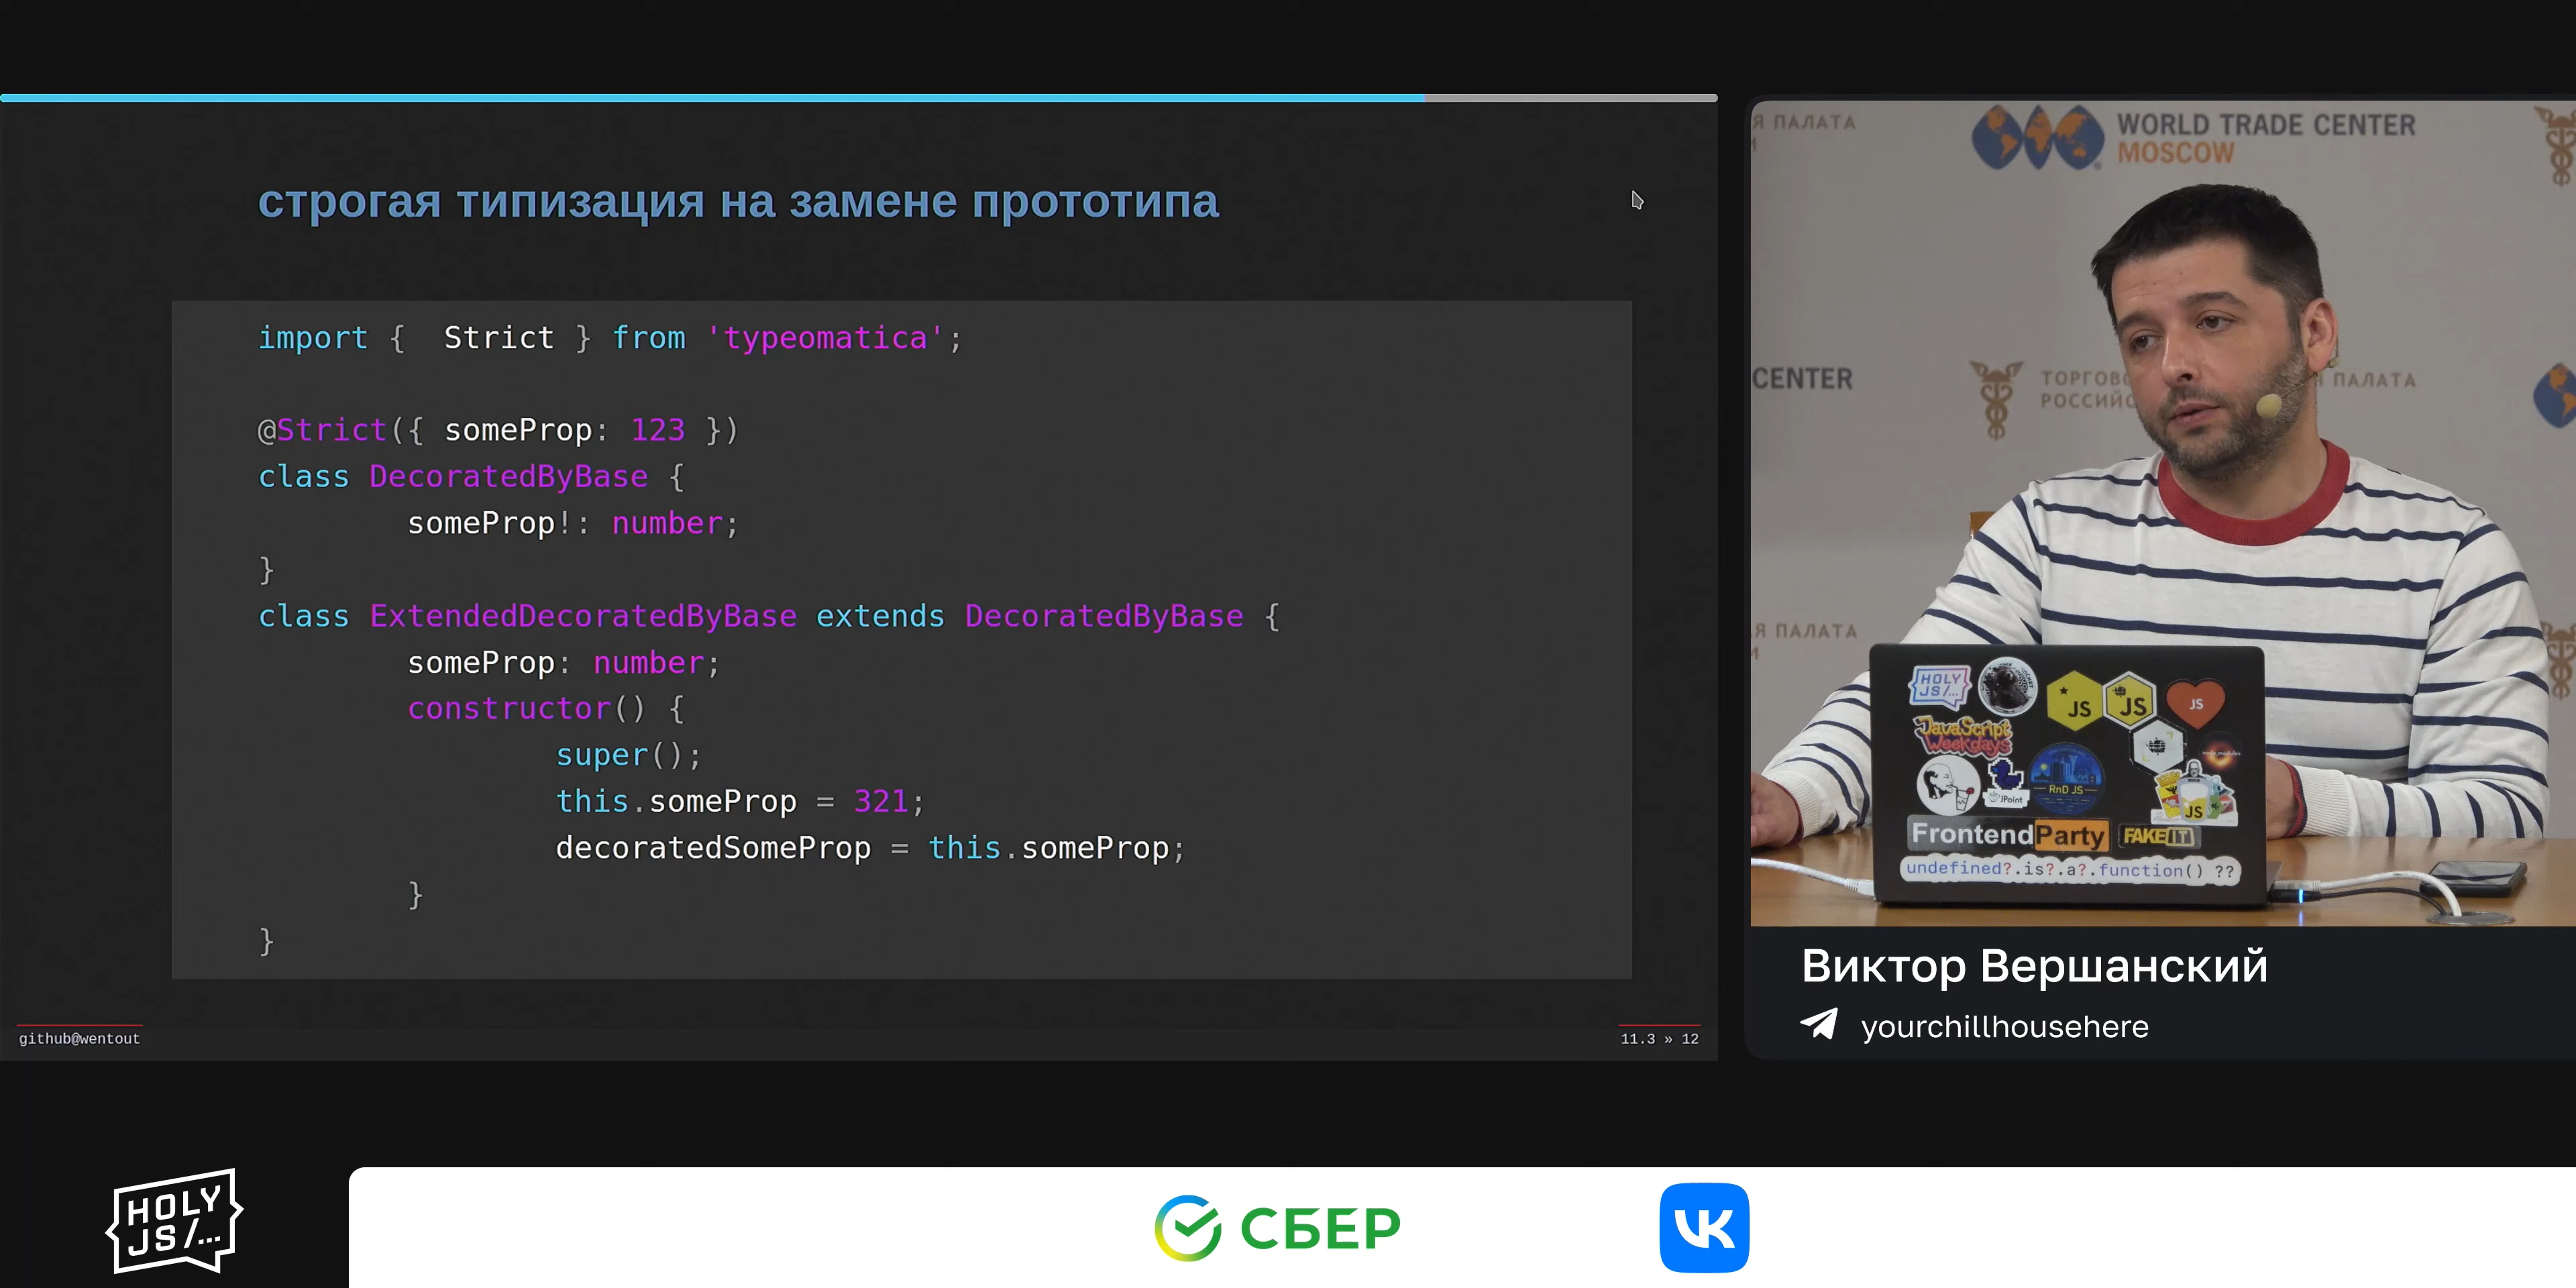 строгая типизация на замене прототипа
import {  Strict } from 'typeomatica';
@Strict({ someProp: 123 })
class DecoratedByBase {
someProp!: number;
}
class ExtendedDecoratedByBase extends DecoratedByBase {
someProp: number;
constructor() {
super();
this.someProp = 321;
decoratedSomeProp = this.someProp;
}
}
github@wentout
11.3 » 12
Я ПАЛАТА
WORLD TRADE CENTER
MOSCOW
CENTER
ПАЛАТА
Я ПАЛАТА
HOLY
JS/...
JS
JS
JS
JavaScript
Weekdays
JPoint
RnD JS
JS
FrontendParty
FAKEIT
undefined?.is?.a?.function() ??
Виктор Вершанский
yourchillhousehere
HOLY
JS/...
СБЕР
VK